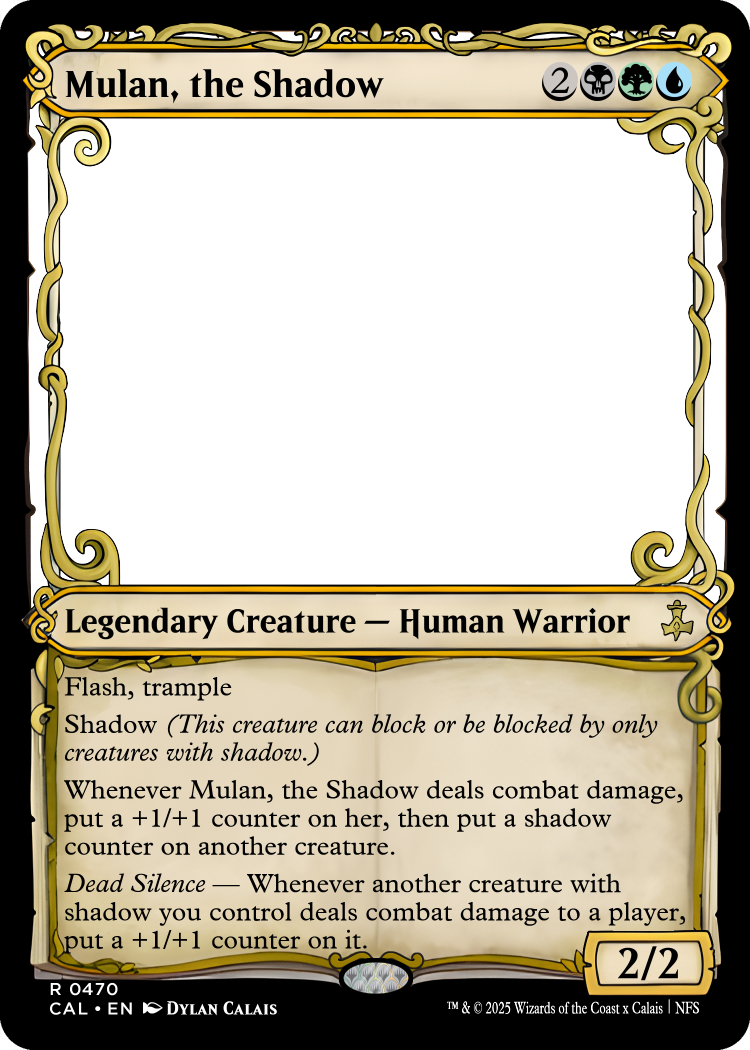 Mulan, the Shadow 2
Legendary Creature — Human Warrior
Flash, trample
Shadow (This creature can block or be blocked by only
creatures with shadow.)
Whenever Mulan, the Shadow deals combat damage,
put a +1/+1 counter on her, then put a shadow
counter on another creature.
Dead Silence — Whenever another creature with
shadow you control deals combat damage to a player,
put a +1/+1 counter on it.
2/2
R 0470
CAL • EN DYLAN CALAIS
™ & © 2025 Wizards of the Coast x Calais | NFS